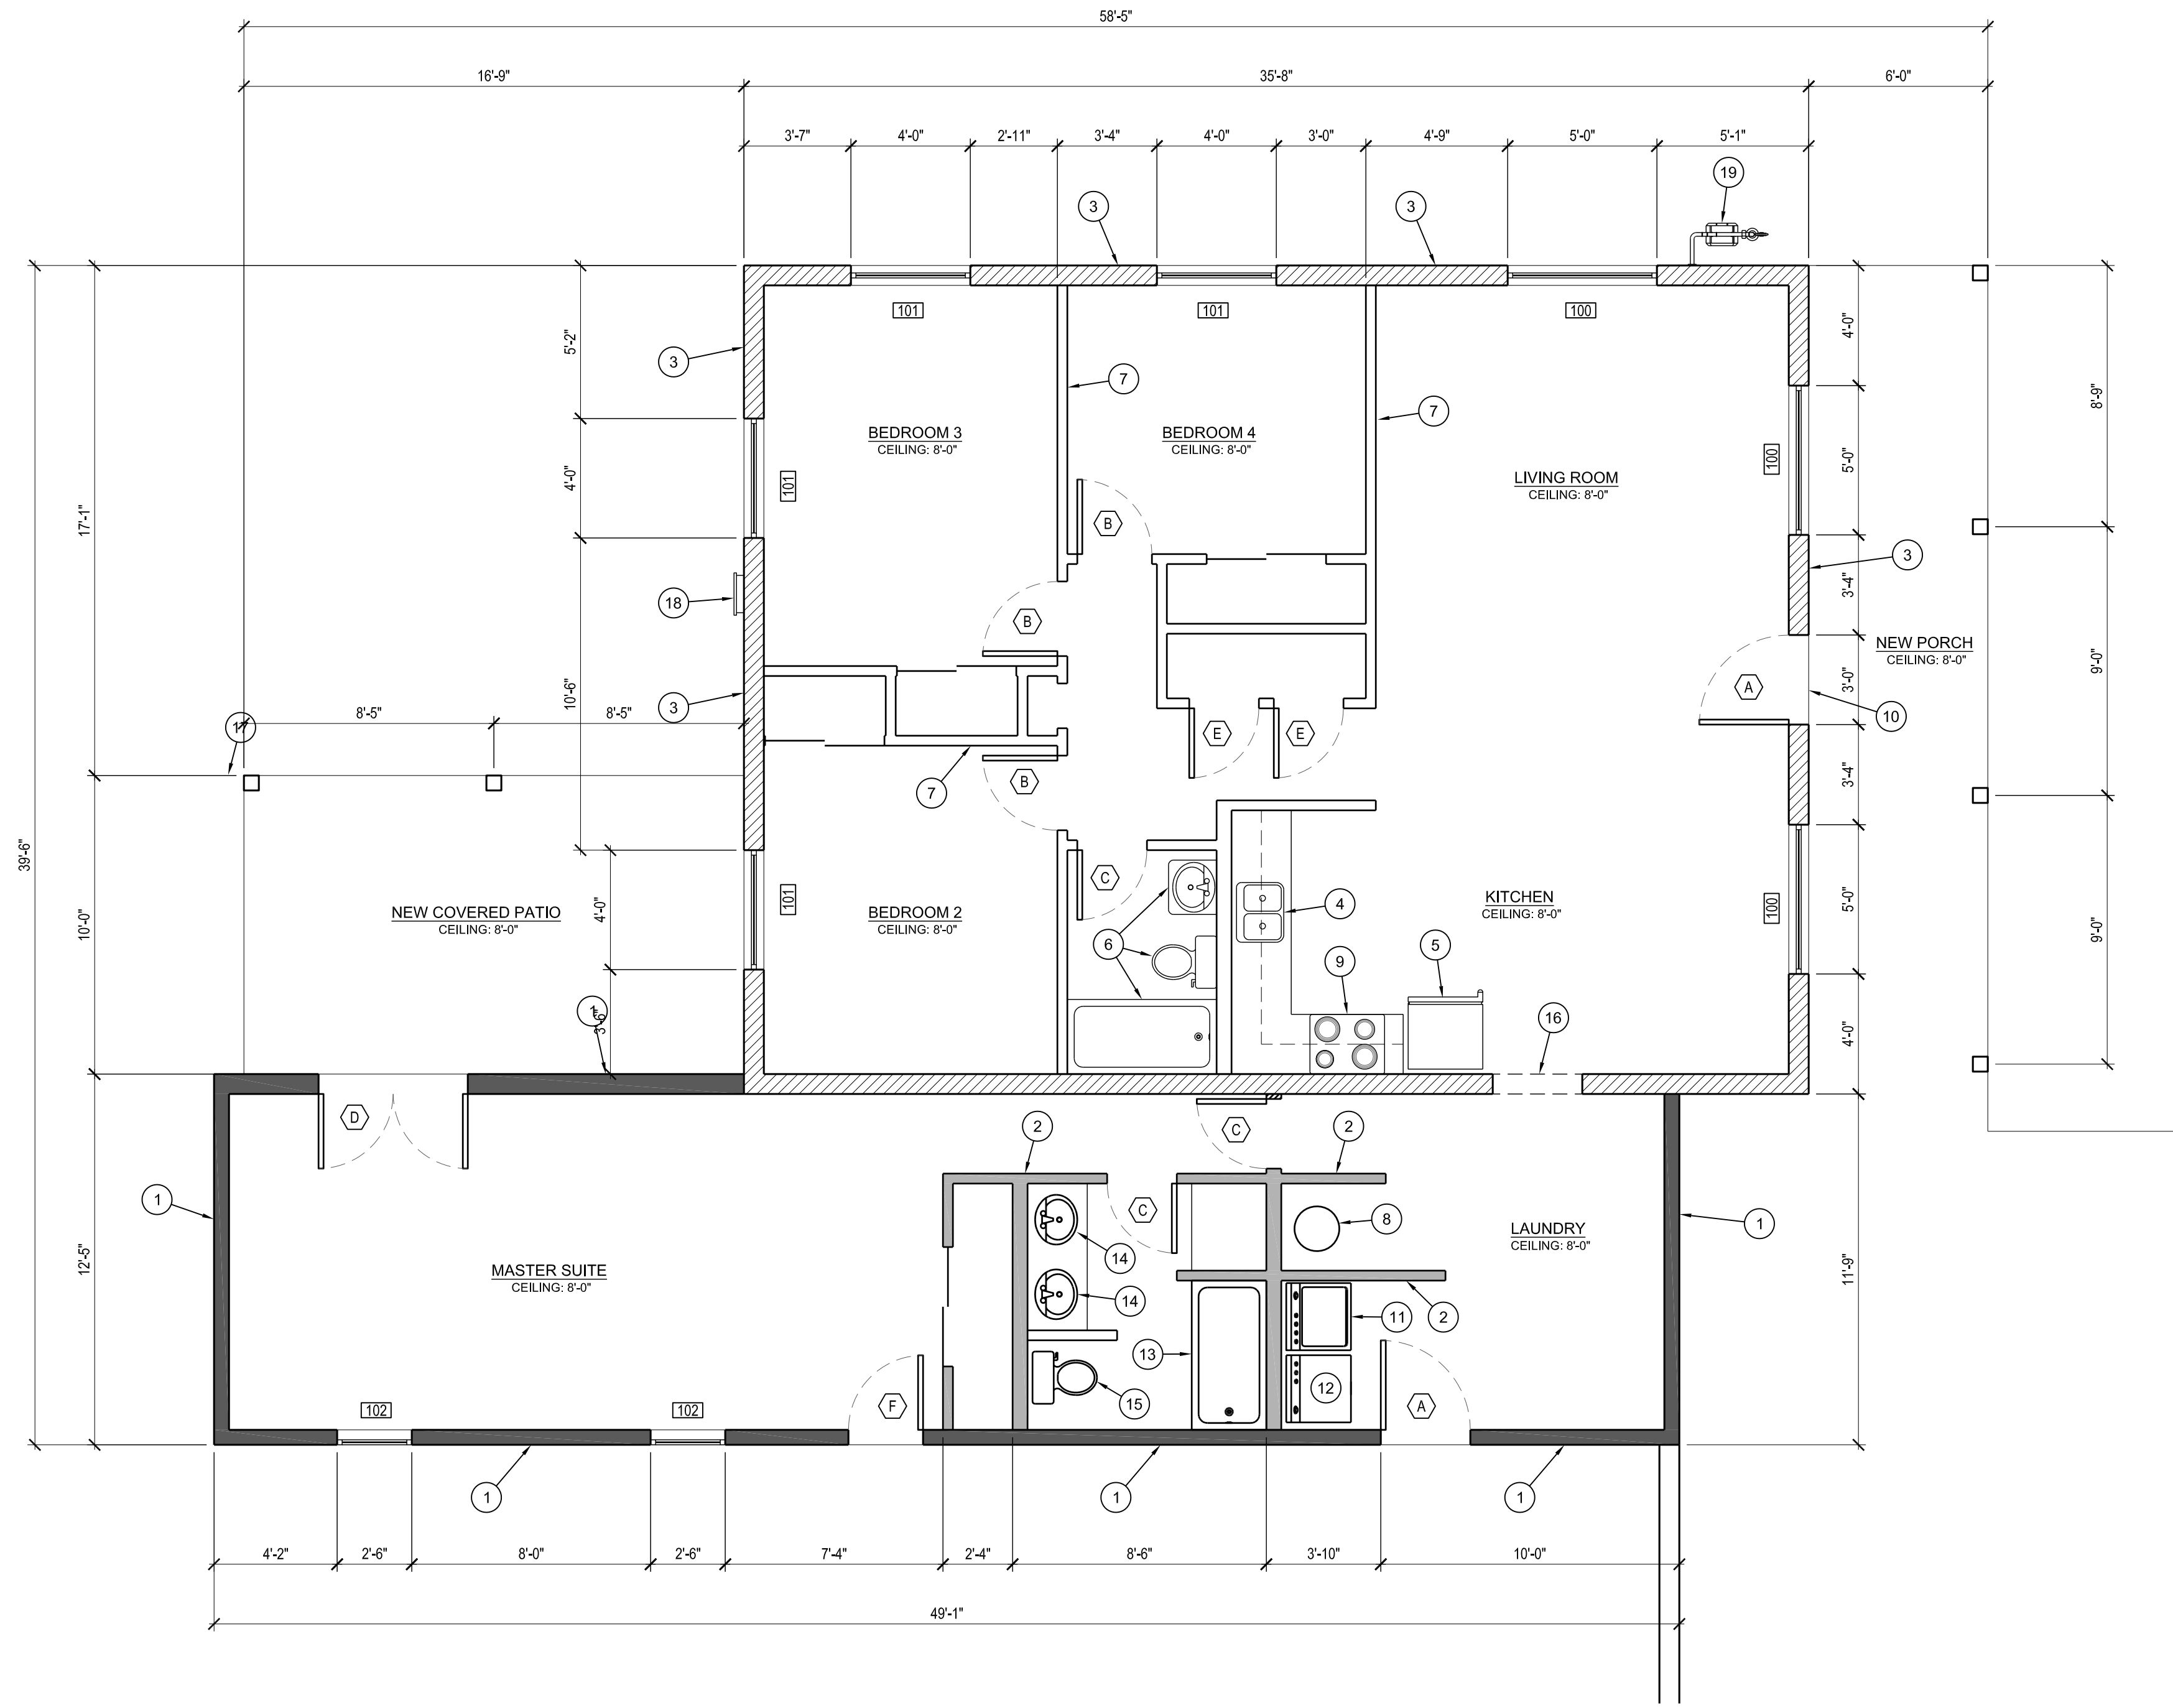 58'-5"
16'-9"
35'-8"
6'-0"
3'-7"
4'-0"
2'-11"
3'-4"
4'-0"
3'-0"
4'-9"
5'-0"
5'-1"
19
3
3
101
101
100
5'-2"
3
7
7
4'-0"
8'-9"
BEDROOM 3
CEILING: 8'-0"
BEDROOM 4
CEILING: 8'-0"
LIVING ROOM
CEILING: 8'-0"
4'-0"
101
100
5'-0"
17'-1"
B
3
18
B
3'-4"
NEW PORCH
CEILING: 8'-0"
9'-0"
10'-6"
3
A
3'-0"
10
8'-5"
8'-5"
17
E
E
7
B
3'-4"
39'-6"
C
101
NEW COVERED PATIO
CEILING: 8'-0"
BEDROOM 2
CEILING: 8'-0"
4
KITCHEN
CEILING: 8'-0"
100
5'-0"
10'-0"
4'-0"
6
9
5
9'-0"
1
3'-6"
16
4'-0"
D
2
C
2
1
C
8
LAUNDRY
CEILING: 8'-0"
1
12'-5"
MASTER SUITE
CEILING: 8'-0"
14
14
11
2
11'-9"
13
12
15
102
102
F
A
1
1
1
4'-2"
2'-6"
8'-0"
2'-6"
7'-4"
2'-4"
8'-6"
3'-10"
10'-0"
49'-1"